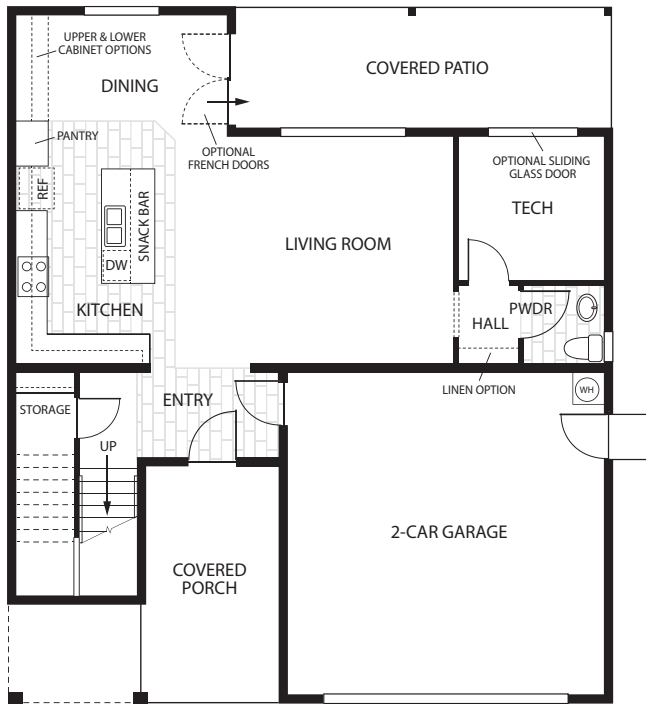 UPPER & LOWER
CABINET OPTIONS
DINING
COVERED PATIO
PANTRY
OPTIONAL
FRENCH DOORS
OPTIONAL SLIDING
GLASS DOOR
REF
SNACK BAR
TECH
LIVING ROOM
DW
KITCHEN
PWDR
HALL
LINEN OPTION
WH
ENTRY
STORAGE
UP
2-CAR GARAGE
COVERED
PORCH